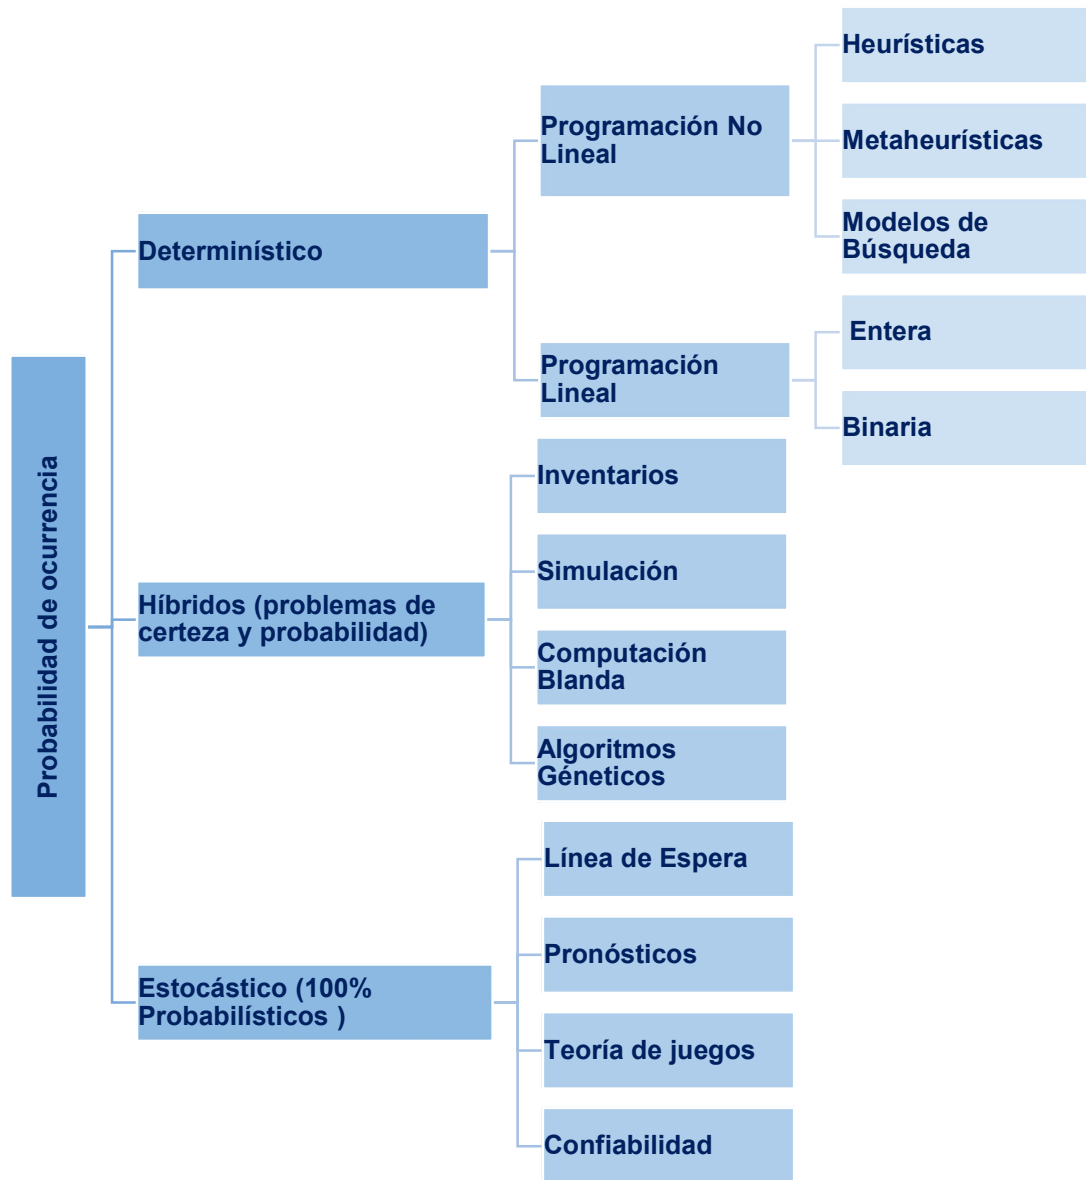 Probabilidad de ocurrencia
Determinístico
Programación No
Lineal
Heurísticas
Metaheurísticas
Modelos de
Búsqueda
Programación
Lineal
Entera
Binaria
Híbridos (problemas de
certeza y probabilidad)
Inventarios
Simulación
Computación
Blanda
Algoritmos
Géneticos
Estocástico (100%
Probabilísticos )
Línea de Espera
Pronósticos
Teoría de juegos
Confiabilidad